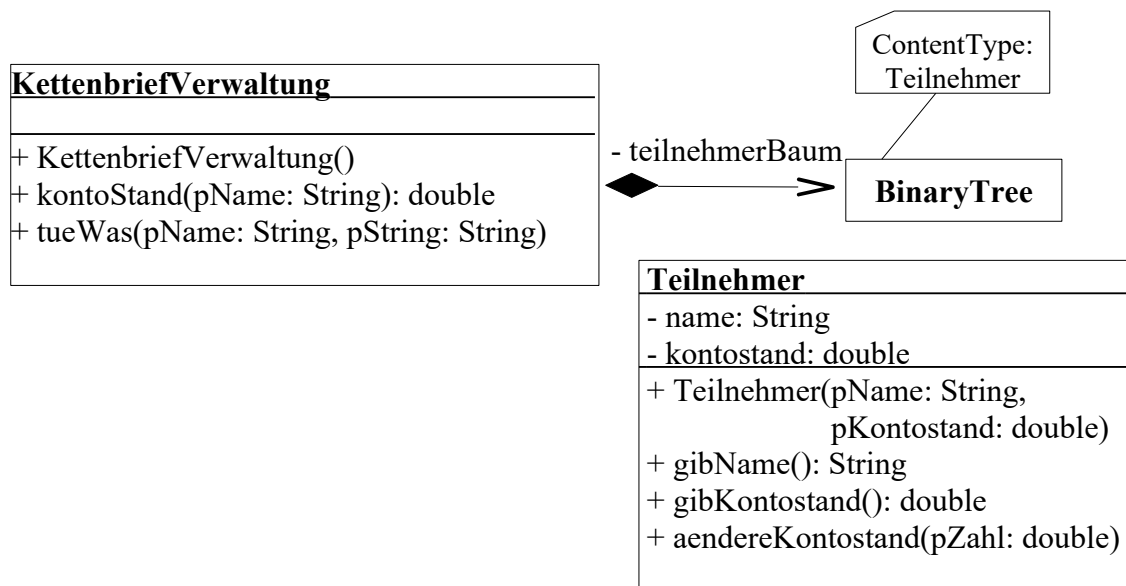 ContentType:
Teilnehmer
KettenbriefVerwaltung
+ KettenbriefVerwaltung()
+ kontoStand(pName: String): double
+ tueWas(pName: String, pString: String)
- teilnehmerBaum
BinaryTree
Teilnehmer
- name: String
- kontostand: double
+ Teilnehmer(pName: String,
pKontostand: double)
+ gibName(): String
+ gibKontostand(): double
+ aendereKontostand(pZahl: double)